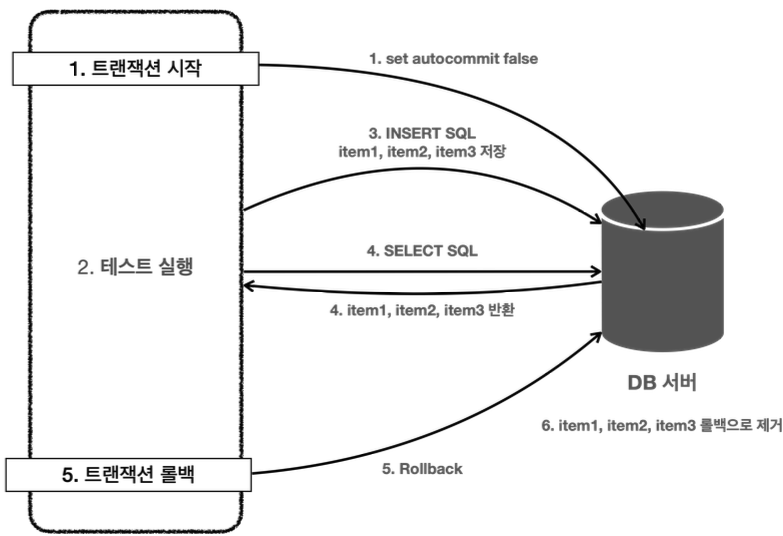 1. 트랜잭션 시작
1. set autocommit false
3. INSERT SQL
item1, item2, item3 저장
2. 테스트 실행
4. SELECT SQL
4. item1, item2, item3 반환
DB 서버
6. item1, item2, item3 롤백으로 제거
5. 트랜잭션 롤백
5. Rollback